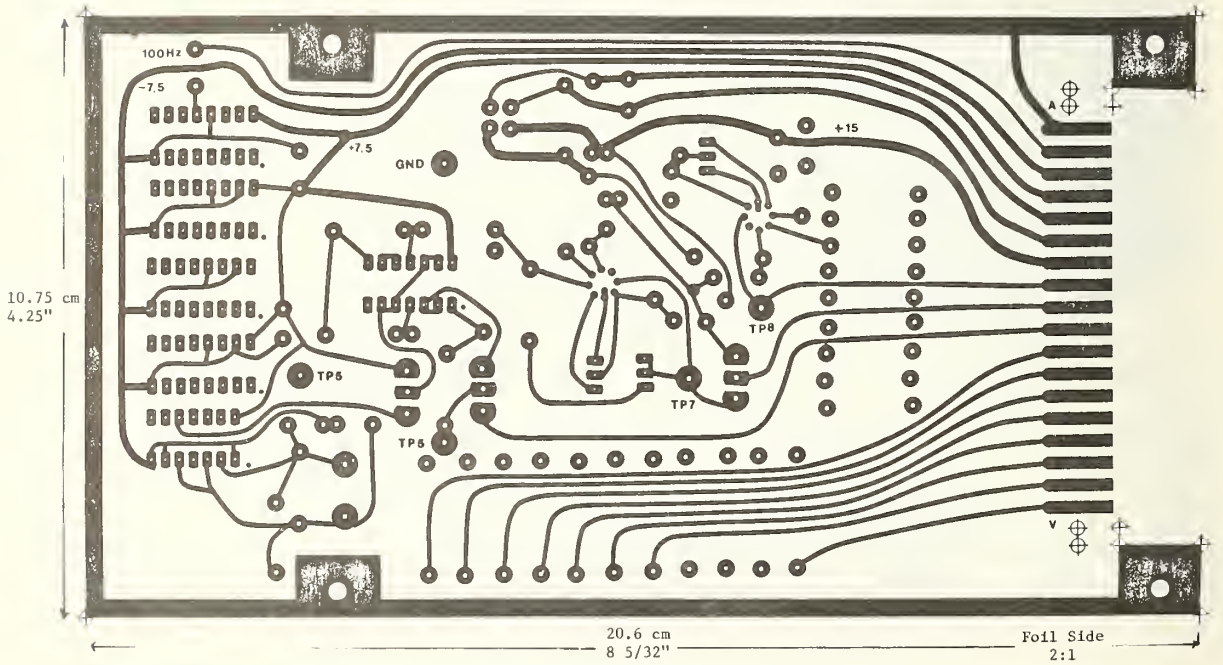 100Hz
-7.5
+7.5
GND
+15
A
10.75 cm
4.25"
TP8
TP5
TP7
TP5
V
20.6 cm
8 5/32"
Foil Side
2:1